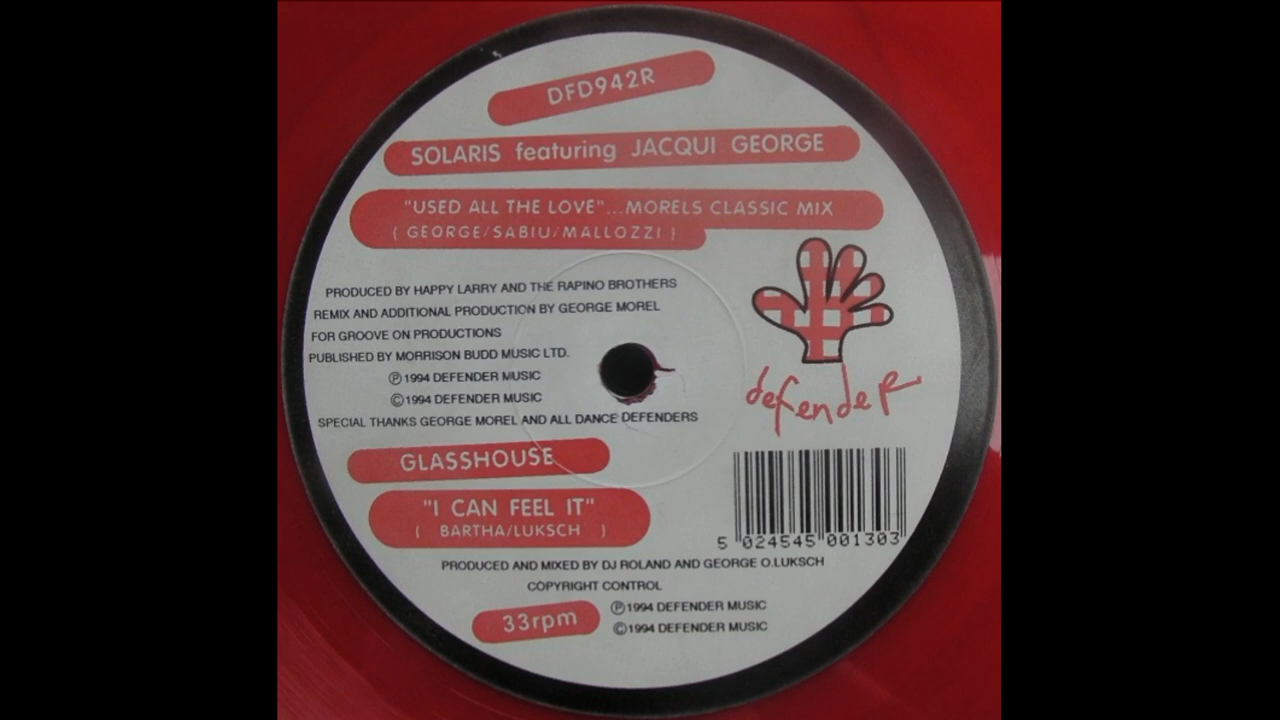 DFD942R
SOLARIS featuring JACQUI GEORGE
"USED ALL THE LOVE"...MORELS CLASSIC MIX
( GEORGE/SABIU/MALLOZZI )
PRODUCED BY HAPPY LARRY AND THE RAPINO BROTHERS
REMIX AND ADDITIONAL PRODUCTION BY GEORGE MOREL
FOR GROOVE ON PRODUCTIONS
PUBLISHED BY MORRISON BUDD MUSIC LTD.
℗1994 DEFENDER MUSIC
©1994 DEFENDER MUSIC
SPECIAL THANKS GEORGE MOREL AND ALL DANCE DEFENDERS
defendeR
GLASSHOUSE
"I CAN FEEL IT"
( BARTHA/LUKSCH )
5 024545 001303
PRODUCED AND MIXED BY DJ ROLAND AND GEORGE O.LUKSCH
COPYRIGHT CONTROL
33rpm
℗1994 DEFENDER MUSIC
©1994 DEFENDER MUSIC